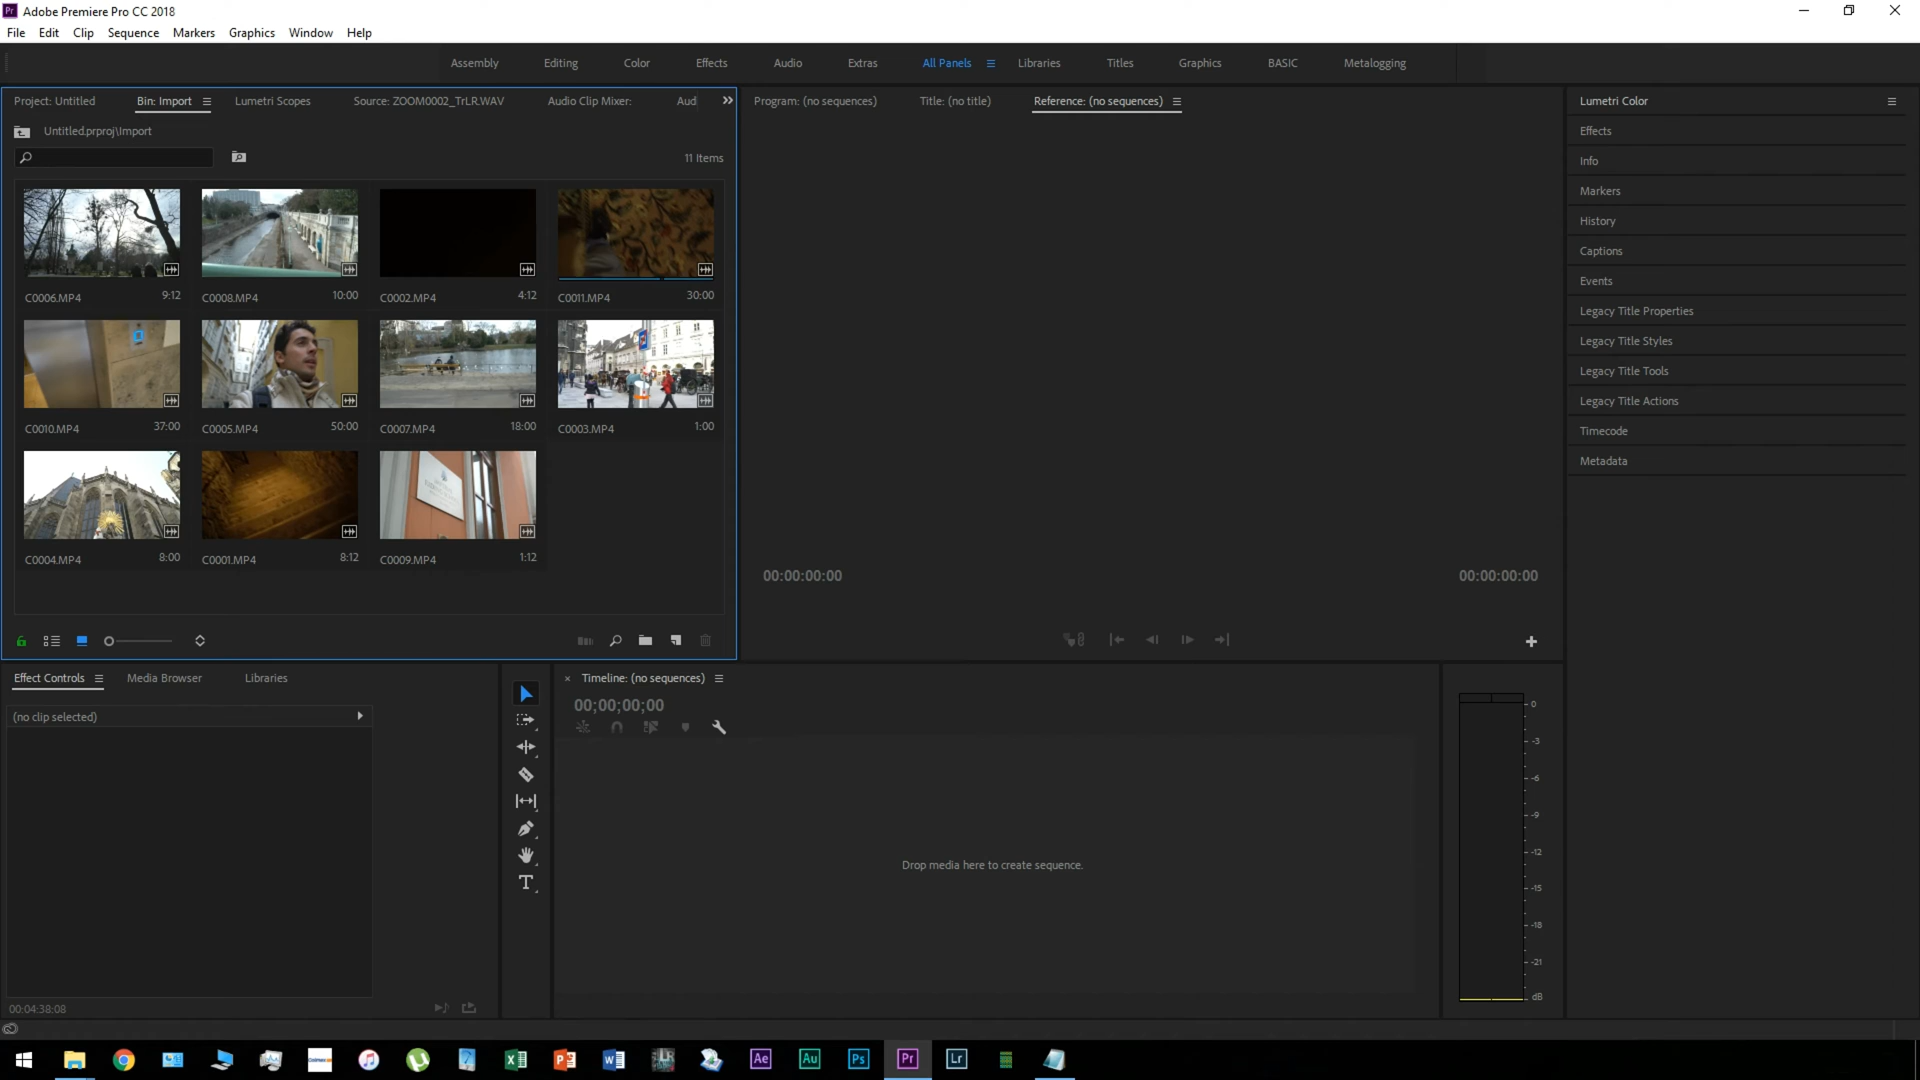 Adobe Premiere Pro CC 2018
File Edit Clip Sequence Markers Graphics Window Help
Assembly Editing Color Effects Audio Extras All Panels Libraries Titles Graphics BASIC Metalogging
Project: Untitled Bin: Import Lumetri Scopes Source: ZOOM0002_TrLR.WAV Audio Clip Mixer: Aud
Untitled.prproj\Import
11 Items
C0006.MP4 9:12 C0008.MP4 10:00 C0002.MP4 4:12 C0011.MP4 30:00
C0010.MP4 37:00 C0005.MP4 50:00 C0007.MP4 18:00 C0003.MP4 1:00
C0004.MP4 8:00 C0001.MP4 8:12 C0009.MP4 1:12
Program: (no sequences) Title: (no title) Reference: (no sequences)
00:00:00:00 00:00:00:00
Lumetri Color
Effects
Info
Markers
History
Captions
Events
Legacy Title Properties
Legacy Title Styles
Legacy Title Tools
Legacy Title Actions
Timecode
Metadata
Effect Controls Media Browser Libraries
(no clip selected)
00:04:38:08
Timeline: (no sequences)
00;00;00;00
Drop media here to create sequence.
0
-3
-6
-9
-12
-15
-18
-21
dB
Ae Au Ps Pr Lr